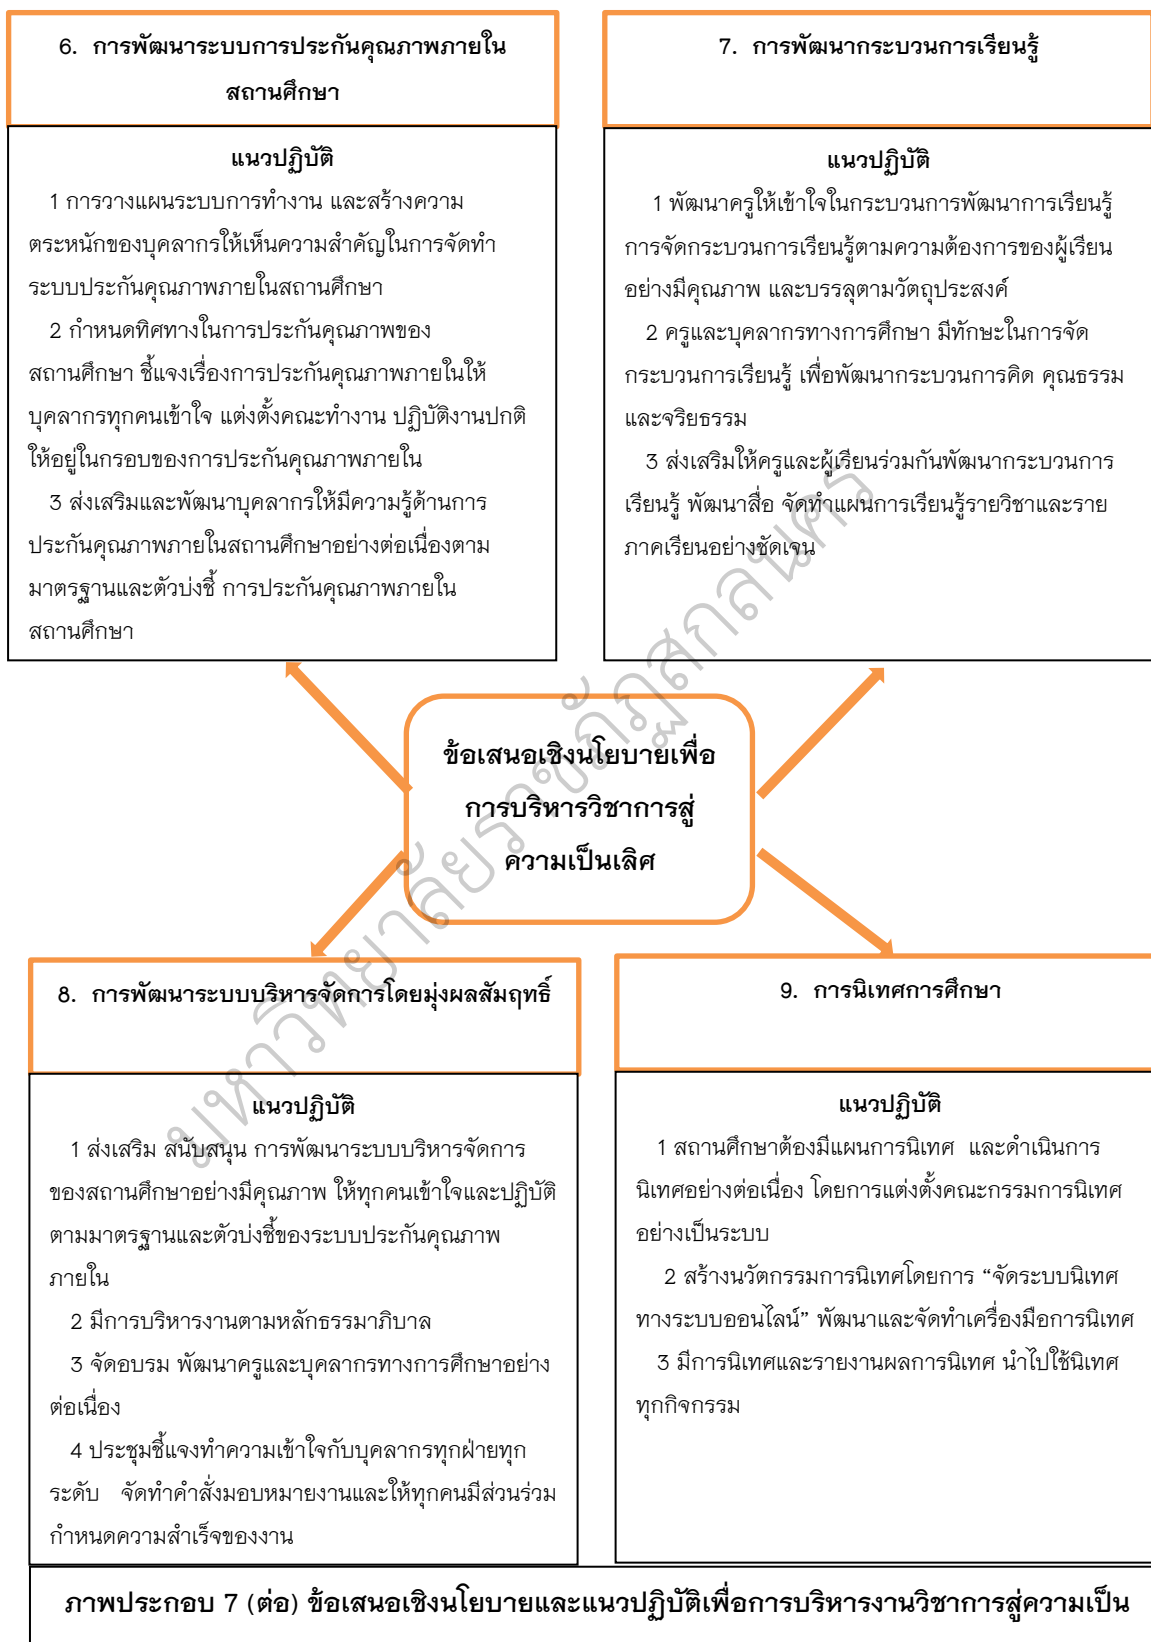 6. การพัฒนาระบบการประกันคุณภาพภายใน
สถานศึกษา
แนวปฏิบัติ
1 การวางแผนระบบการทำงาน และสร้างความ
ตระหนักของบุคลากรให้เห็นความสำคัญในการจัดทำ
ระบบประกันคุณภาพภายในสถานศึกษา
2 กำหนดทิศทางในการประกันคุณภาพของ
สถานศึกษา ชี้แจงเรื่องการประกันคุณภาพภายในให้
บุคลากรทุกคนเข้าใจ แต่งตั้งคณะทำงาน ปฏิบัติงานปกติ
ให้อยู่ในกรอบของการประกันคุณภาพภายใน
3 ส่งเสริมและพัฒนาบุคลากรให้มีความรู้ด้านการ
ประกันคุณภาพภายในสถานศึกษาอย่างต่อเนื่องตาม
มาตรฐานและตัวบ่งชี้ การประกันคุณภาพภายใน
สถานศึกษา
7. การพัฒนากระบวนการเรียนรู้
แนวปฏิบัติ
1 พัฒนาครูให้เข้าใจในกระบวนการพัฒนาการเรียนรู้
การจัดกระบวนการเรียนรู้ตามความต้องการของผู้เรียน
อย่างมีคุณภาพ และบรรลุตามวัตถุประสงค์
2 ครูและบุคลากรทางการศึกษา มีทักษะในการจัด
กระบวนการเรียนรู้ เพื่อพัฒนากระบวนการคิด คุณธรรม
และจริยธรรม
3 ส่งเสริมให้ครูและผู้เรียนร่วมกันพัฒนากระบวนการ
เรียนรู้ พัฒนาสื่อ จัดทำแผนการเรียนรู้รายวิชาและราย
ภาคเรียนอย่างชัดเจน
ข้อเสนอเชิงนโยบายเพื่อ
การบริหารวิชาการสู่
ความเป็นเลิศ
มหาวิทยาลัยราชภัฏสกลนคร
8. การพัฒนาระบบบริหารจัดการโดยมุ่งผลสัมฤทธิ์
แนวปฏิบัติ
1 ส่งเสริม สนับสนุน การพัฒนาระบบบริหารจัดการ
ของสถานศึกษาอย่างมีคุณภาพ ให้ทุกคนเข้าใจและปฏิบัติ
ตามมาตรฐานและตัวบ่งชี้ของระบบประกันคุณภาพ
ภายใน
2 มีการบริหารงานตามหลักธรรมาภิบาล
3 จัดอบรม พัฒนาครูและบุคลากรทางการศึกษาอย่าง
ต่อเนื่อง
4 ประชุมชี้แจงทำความเข้าใจกับบุคลากรทุกฝ่ายทุก
ระดับ จัดทำคำสั่งมอบหมายงานและให้ทุกคนมีส่วนร่วม
กำหนดความสำเร็จของงาน
9. การนิเทศการศึกษา
แนวปฏิบัติ
1 สถานศึกษาต้องมีแผนการนิเทศ และดำเนินการ
นิเทศอย่างต่อเนื่อง โดยการแต่งตั้งคณะกรรมการนิเทศ
อย่างเป็นระบบ
2 สร้างนวัตกรรมการนิเทศโดยการ “จัดระบบนิเทศ
ทางระบบออนไลน์” พัฒนาและจัดทำเครื่องมือการนิเทศ
3 มีการนิเทศและรายงานผลการนิเทศ นำไปใช้นิเทศ
ทุกกิจกรรม
ภาพประกอบ 7 (ต่อ) ข้อเสนอเชิงนโยบายและแนวปฏิบัติเพื่อการบริหารงานวิชาการสู่ความเป็น